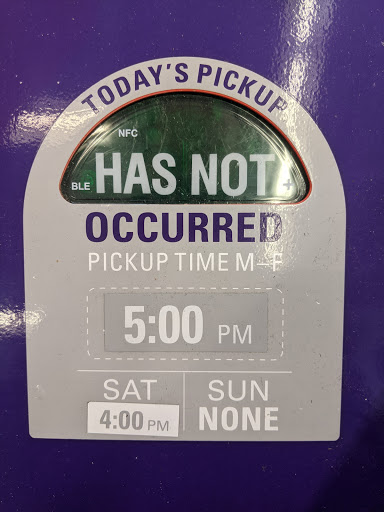 TODAY'S PICKUP
NFC
BLE HAS NOT +
OCCURRED
PICKUP TIME M-F
5:00 PM
SAT
4:00 PM
SUN
NONE